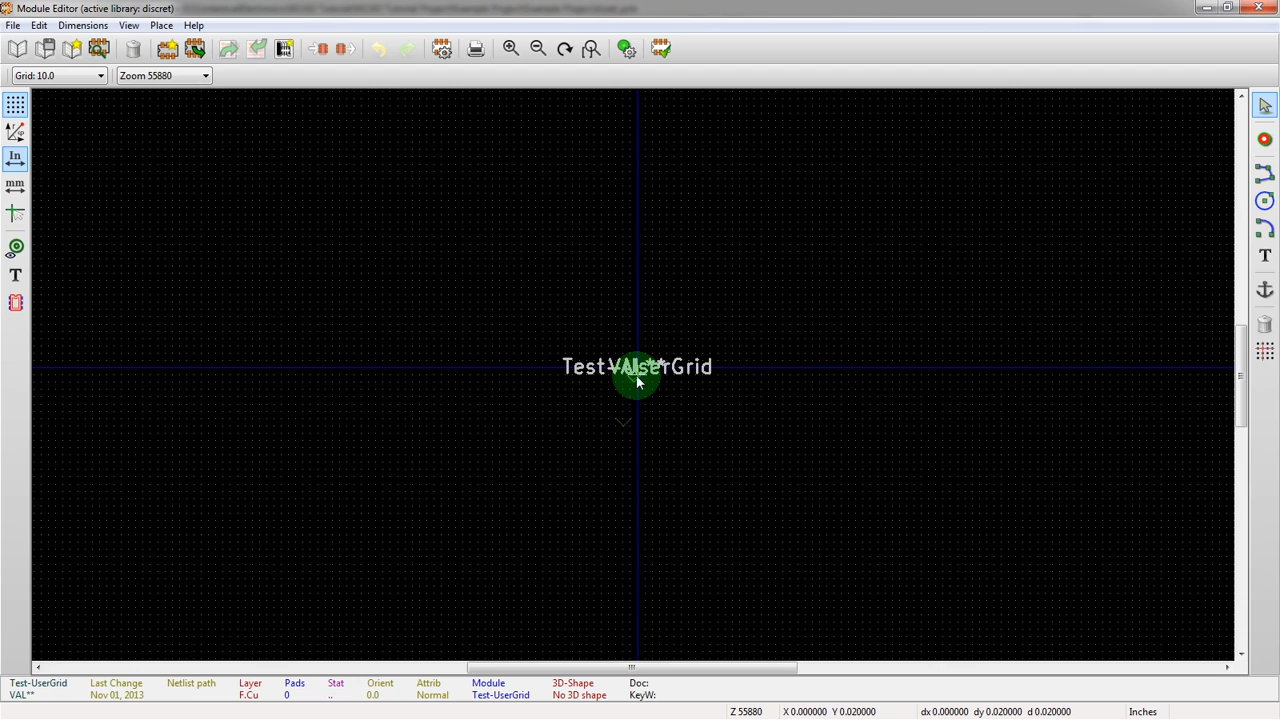 Module Editor (active library: discret)
File Edit Dimensions View Place Help
Grid: 10.0 Zoom 55880
In
mm
T
T
Test VAL** erGrid
Test-UserGrid Last Change Netlist path Layer Pads Stat Orient Attrib Module 3D-Shape Doc:
VAL** Nov 01, 2013 F.Cu 0 .. 0.0 Normal Test-UserGrid No 3D shape KeyW:
Z 55880 X 0.000000 Y 0.020000 dx 0.000000 dy 0.020000 d 0.020000 Inches